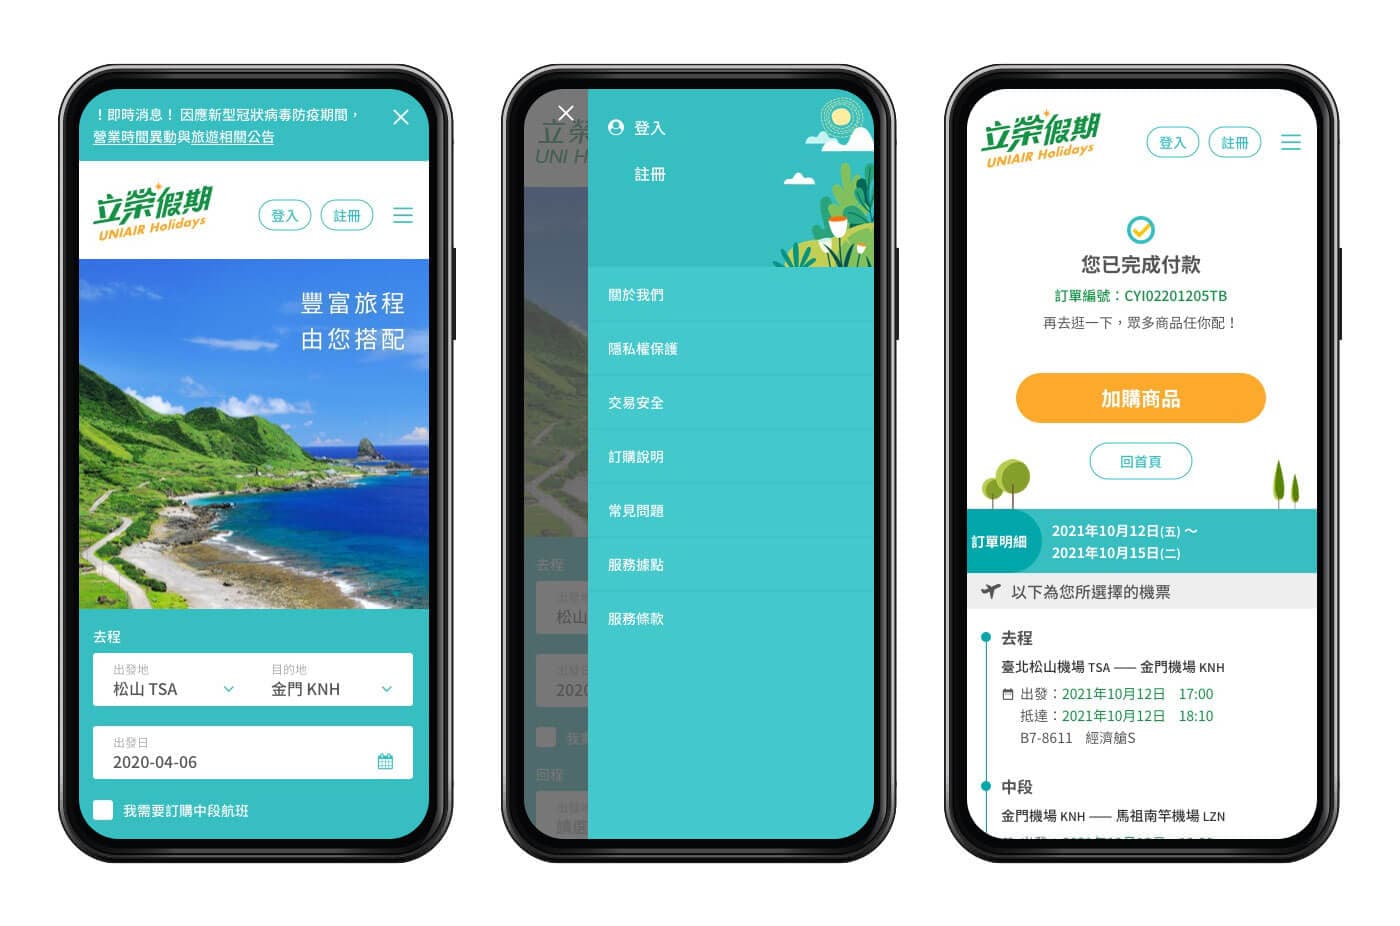 ！即時消息！ 因應新型冠狀病毒防疫期間，
營業時間異動與旅遊相關公告
立榮假期
UNIAIR Holidays
登入
註冊
豐富旅程
由您搭配
去程
出發地
松山 TSA
目的地
金門 KNH
出發日
2020-04-06
我需要訂購中段航班
立榮
UNI H
登入
註冊
關於我們
隱私權保護
交易安全
訂購說明
常見問題
服務據點
服務條款
去程
出發地
松山
2020
我需
回程
出發地
請選
立榮假期
UNIAIR Holidays
登入
註冊
您已完成付款
訂單編號：CYI02201205TB
再去逛一下，眾多商品任你配！
加購商品
回首頁
訂單明細
2021年10月12日(五) ～
2021年10月15日(二)
以下為您所選擇的機票
去程
臺北松山機場 TSA —— 金門機場 KNH
出發：2021年10月12日 17:00
抵達：2021年10月12日 18:10
B7-8611 經濟艙S
中段
金門機場 KNH —— 馬祖南竿機場 LZN